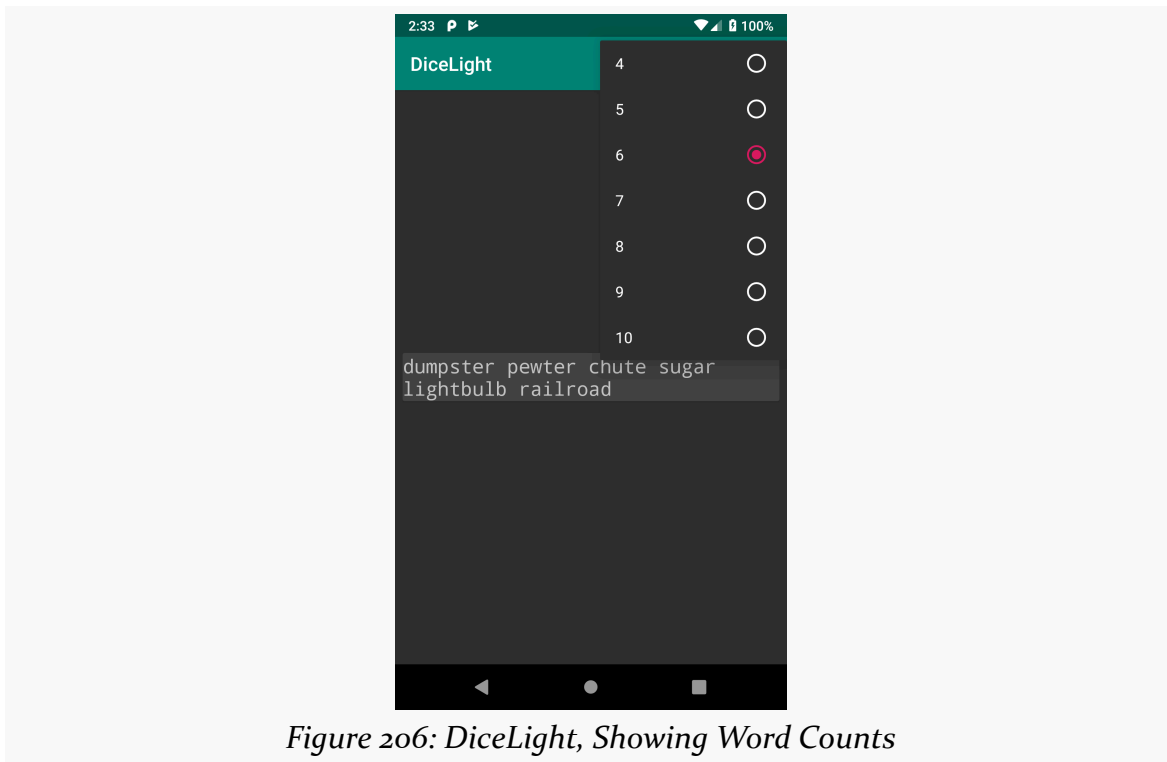 2:33 100%
DiceLight
4
5
6
7
8
9
10
dumpster pewter chute sugar
lightbulb railroad
Figure 206: DiceLight, Showing Word Counts